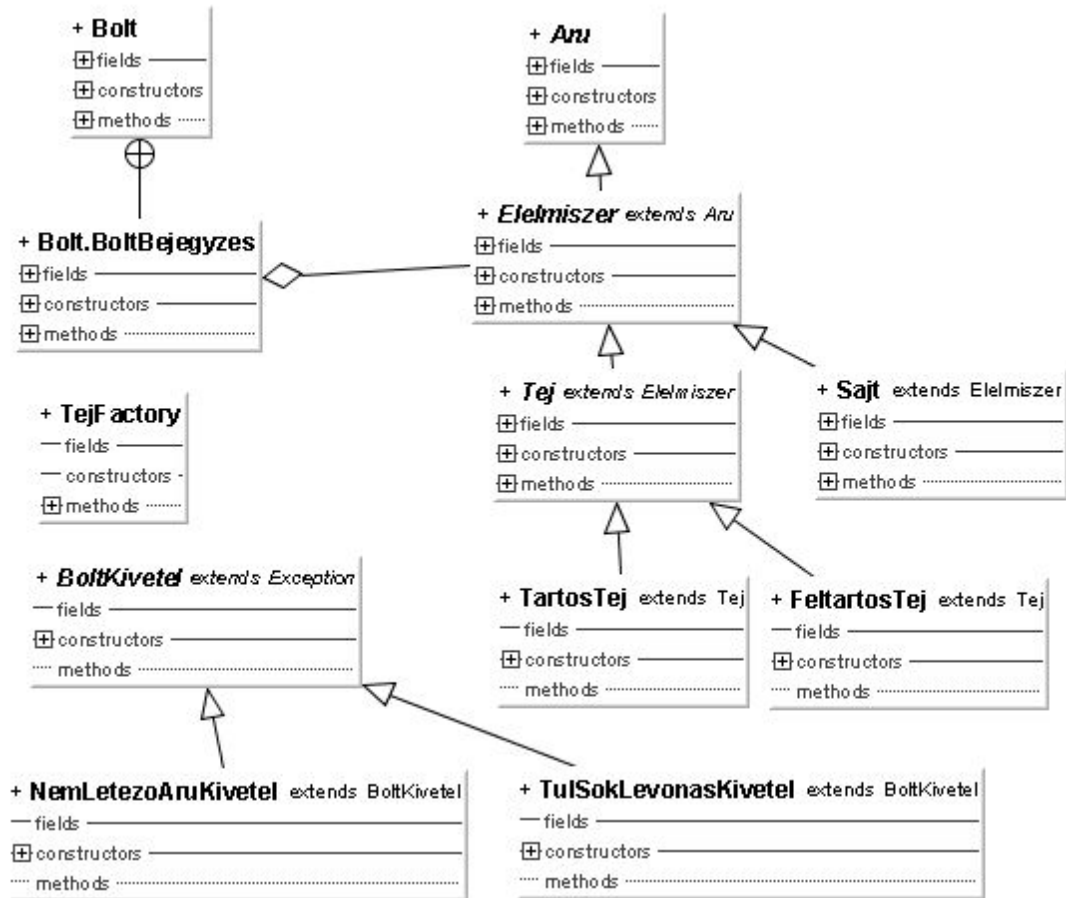 + Bolt
fields
constructors
methods
+ Aru
fields
constructors
methods
+ Bolt.BoltBejegyzes
fields
constructors
methods
+ Elelmiszer extends Aru
fields
constructors
methods
+ TejFactory
fields
constructors
methods
+ Tej extends Elelmiszer
fields
constructors
methods
+ Sajt extends Elelmiszer
fields
constructors
methods
+ BoltKivetel extends Exception
fields
constructors
methods
+ TartosTej extends Tej
fields
constructors
methods
+ FeltartosTej extends Tej
fields
constructors
methods
+ NemLetezoAruKivetel extends BoltKivetel
fields
constructors
methods
+ TulSokLevonasKivetel extends BoltKivetel
fields
constructors
methods